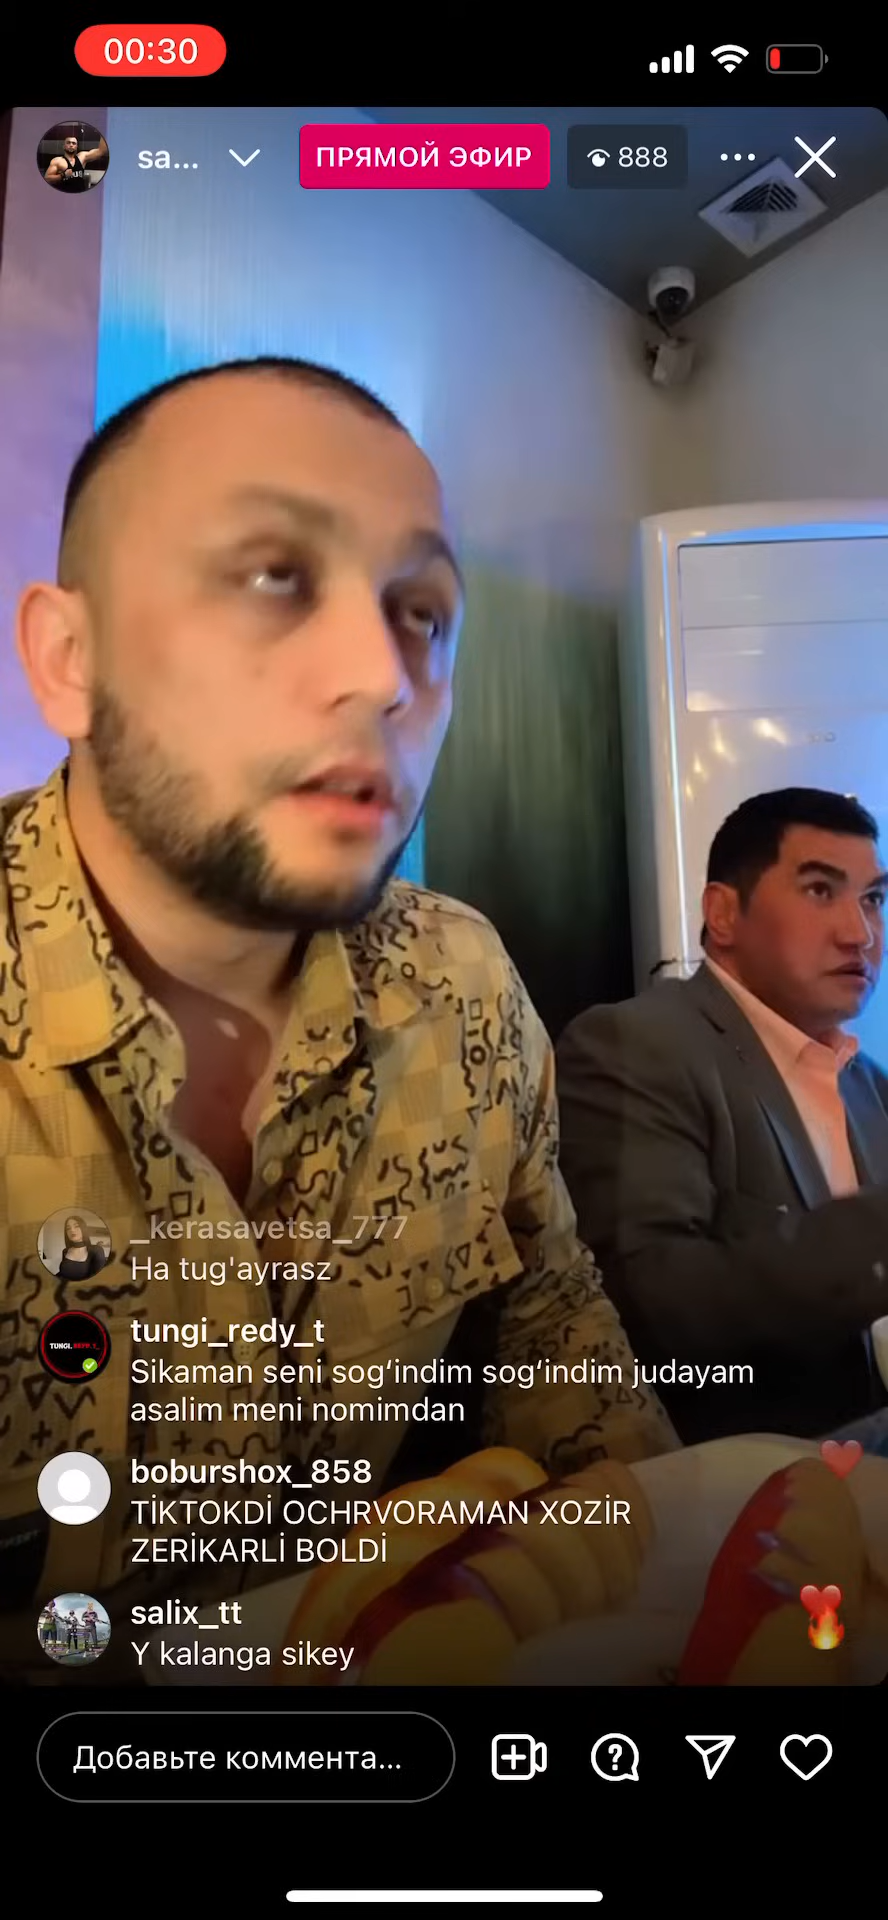 00:30
sa...
ПРЯМОЙ ЭФИР
888
_kerasavetsa_777
Ha tug'ayrasz
tungi_redy_t
Sikaman seni sog‘indim sog‘indim judayam
asalim meni nomimdan
boburshox_858
TİKTOKDİ OCHRVORAMAN XOZİR
ZERİKARLİ BOLDİ
salix_tt
Y kalanga sikey
Добавьте коммента...